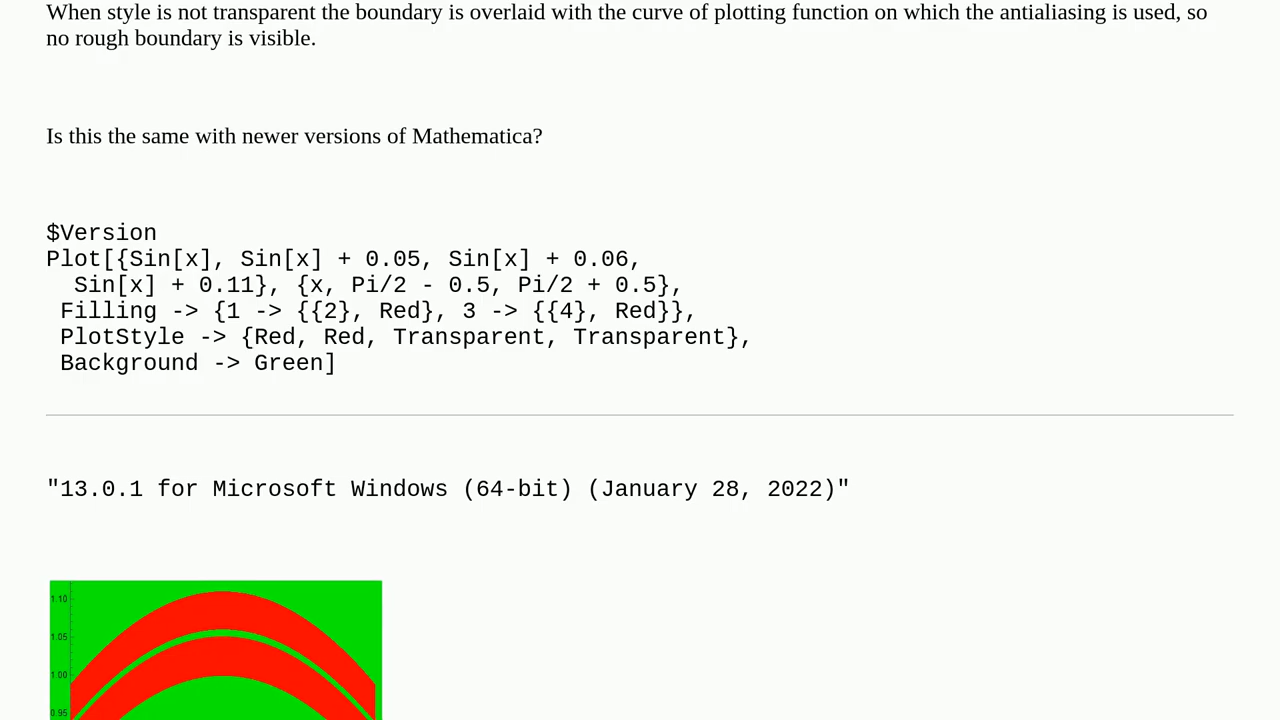 When style is not transparent the boundary is overlaid with the curve of plotting function on which the antialiasing is used, so
no rough boundary is visible.
Is this the same with newer versions of Mathematica?
$Version
Plot[{Sin[x], Sin[x] + 0.05, Sin[x] + 0.06,
  Sin[x] + 0.11}, {x, Pi/2 - 0.5, Pi/2 + 0.5},
 Filling -> {1 -> {{2}, Red}, 3 -> {{4}, Red}},
 PlotStyle -> {Red, Red, Transparent, Transparent},
 Background -> Green]
"13.0.1 for Microsoft Windows (64-bit) (January 28, 2022)"
1.10
1.05
1.00
0.95